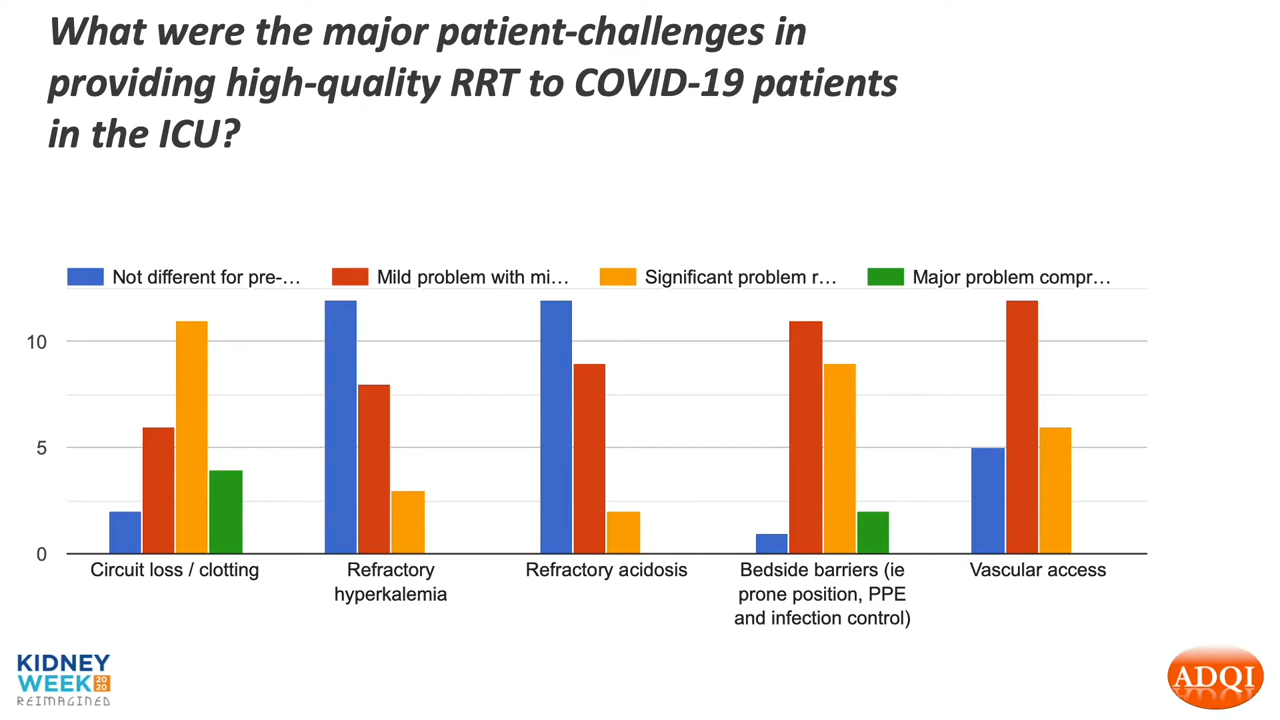 What were the major patient-challenges in
providing high-quality RRT to COVID-19 patients
in the ICU?
Not different for pre-... Mild problem with mi... Significant problem r... Major problem compr...
10
5
0
Circuit loss / clotting
Refractory
hyperkalemia
Refractory acidosis
Bedside barriers (ie
prone position, PPE
and infection control)
Vascular access
KIDNEY
WEEK 20
20
REIMAGINED
ADQI